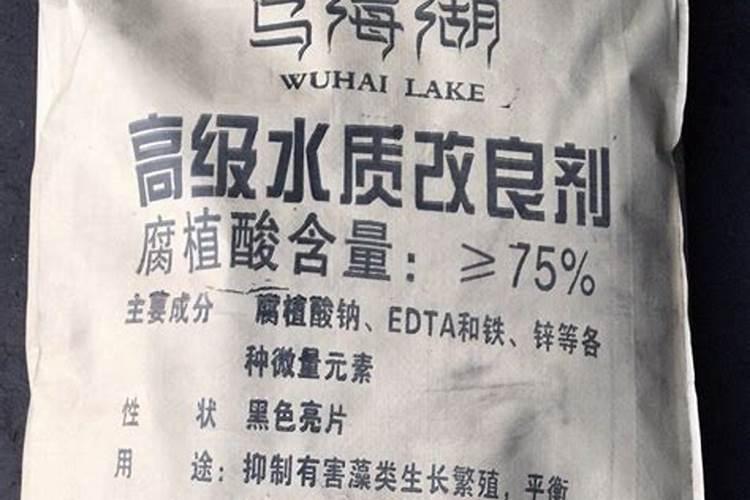 乌海湖
WUHAI LAKE
高级水质改良剂
腐植酸含量：≥75%
主要成分 腐植酸钠、EDTA和铁、锌等各
种微量元素
性 状 黑色亮片
用 途：抑制有害藻类生长繁殖，平衡